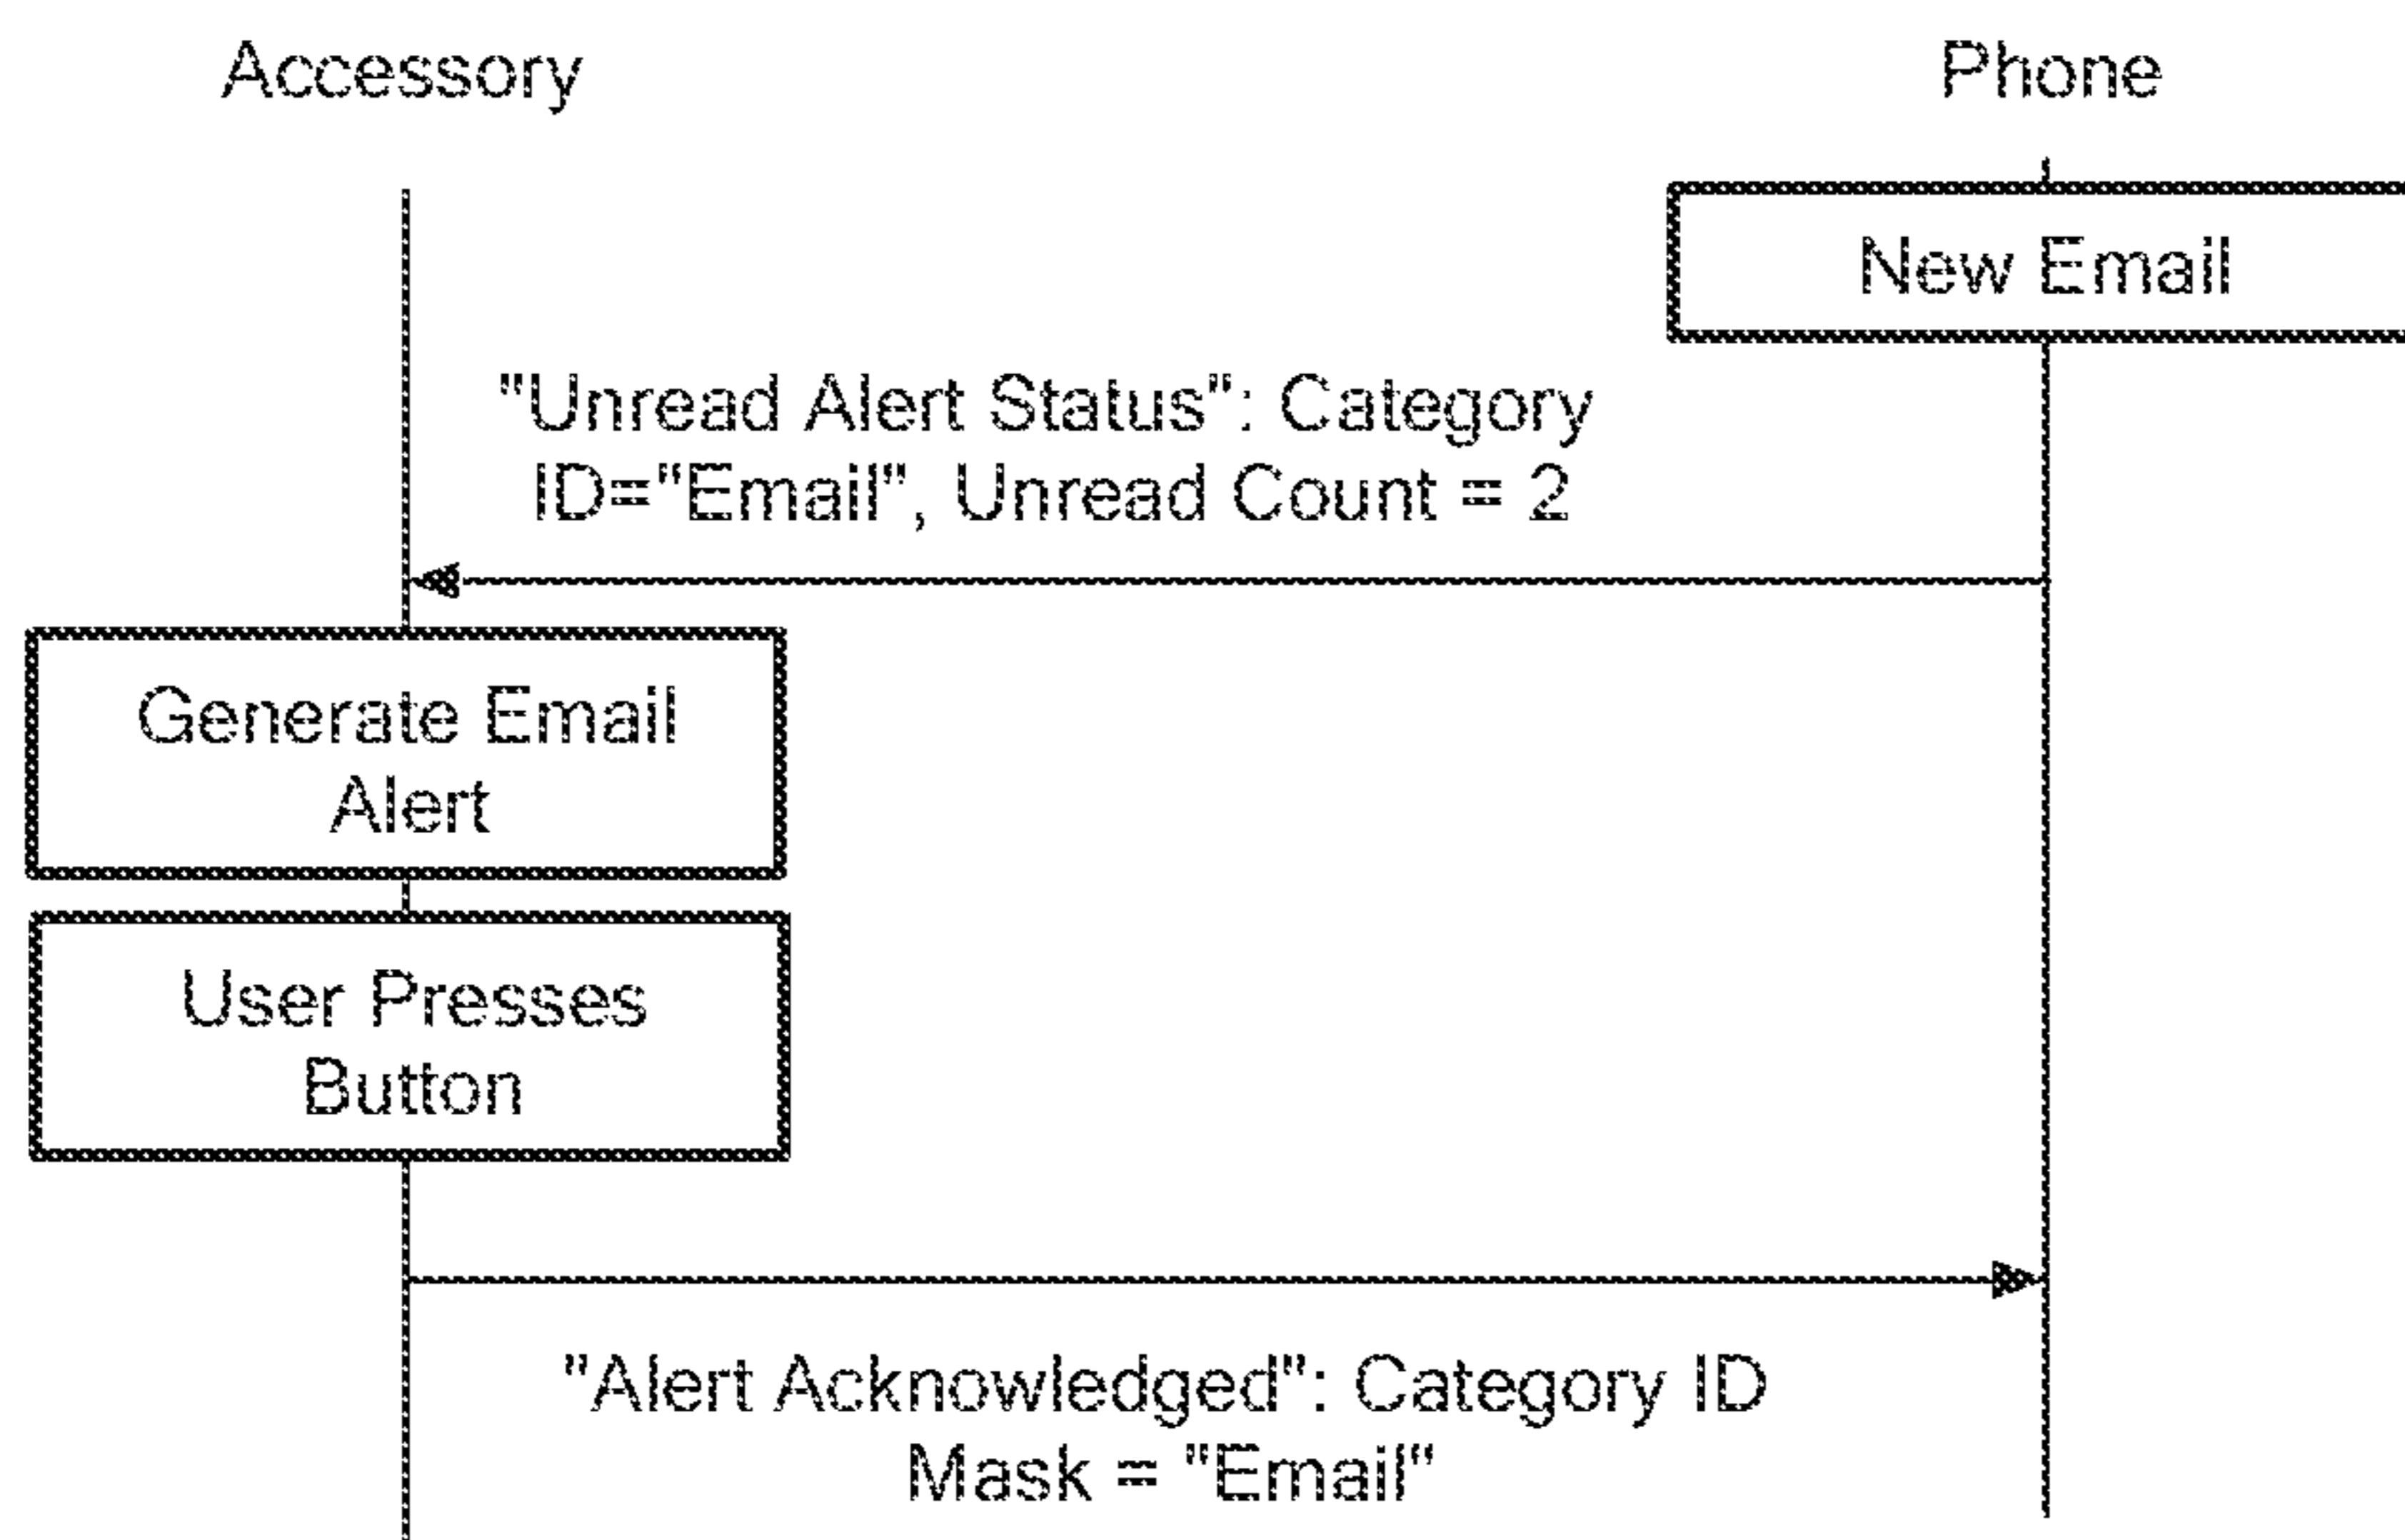 Accessory
Phone
New Email
"Unread Alert Status": Category
ID="Email", Unread Count = 2
Generate Email
Alert
User Presses
Button
"Alert Acknowledged": Category ID
Mask = "Email"